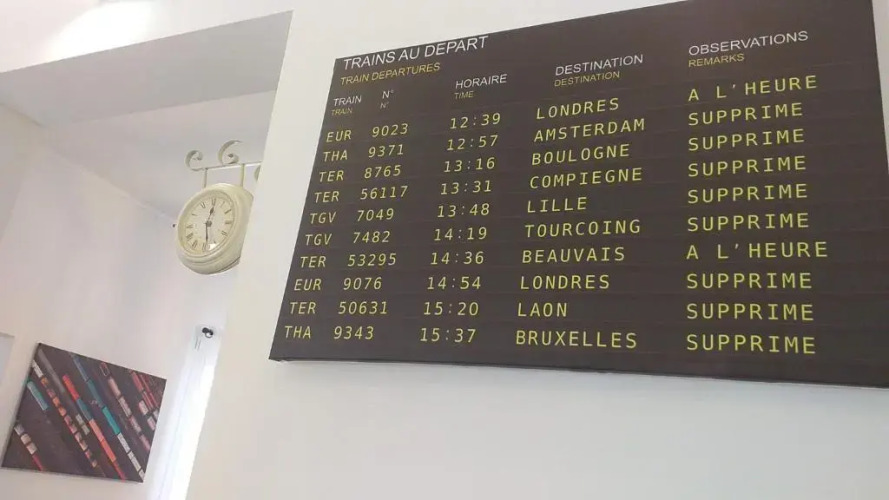 TRAINS AU DEPART
TRAIN DEPARTURES
TRAIN N° HORAIRE DESTINATION OBSERVATIONS
TRAIN N° TIME DESTINATION REMARKS
EUR 9023 12:39 LONDRES A L'HEURE
THA 9371 12:57 AMSTERDAM SUPPRIME
TER 8765 13:16 BOULOGNE SUPPRIME
TER 56117 13:31 COMPIEGNE SUPPRIME
TGV 7049 13:48 LILLE SUPPRIME
TGV 7482 14:19 TOURCOING SUPPRIME
TER 53295 14:36 BEAUVAIS A L'HEURE
EUR 9076 14:54 LONDRES SUPPRIME
TER 50631 15:20 LAON SUPPRIME
THA 9343 15:37 BRUXELLES SUPPRIME